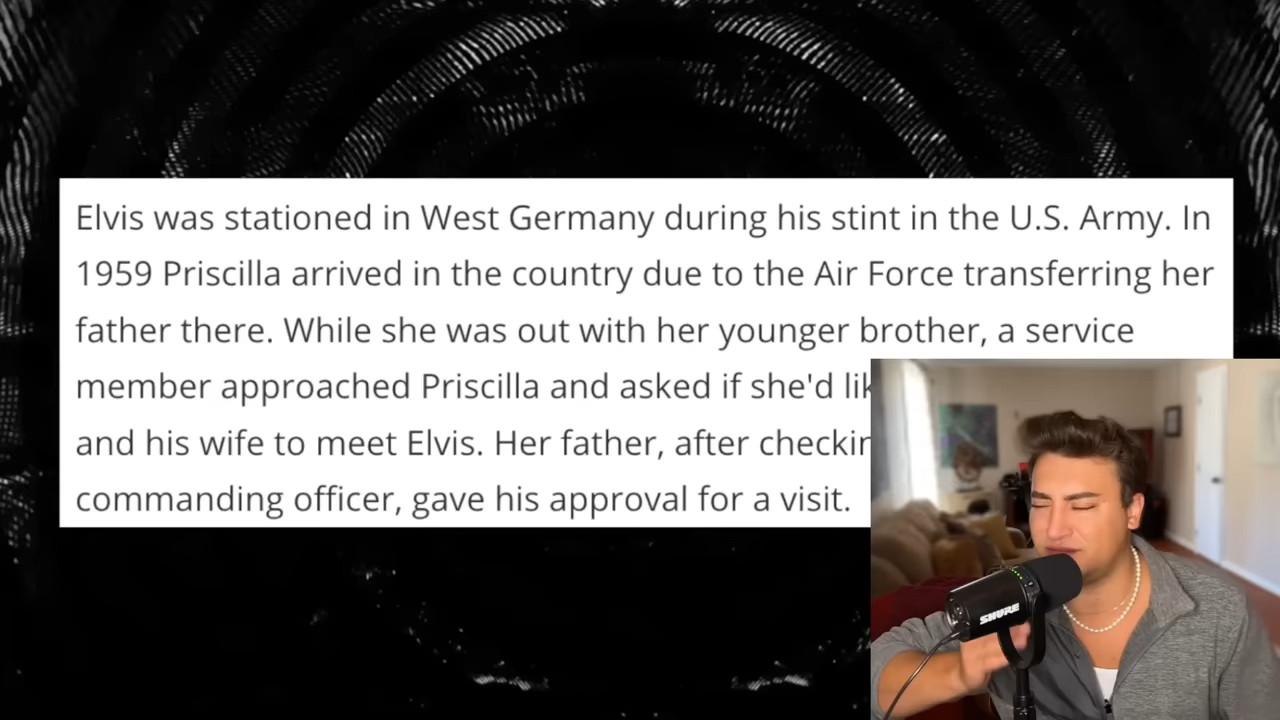 Elvis was stationed in West Germany during his stint in the U.S. Army. In
1959 Priscilla arrived in the country due to the Air Force transferring her
father there. While she was out with her younger brother, a service
member approached Priscilla and asked if she'd
and his wife to meet Elvis. Her father, after
commanding officer, gave his approval for a visit.
SHURE